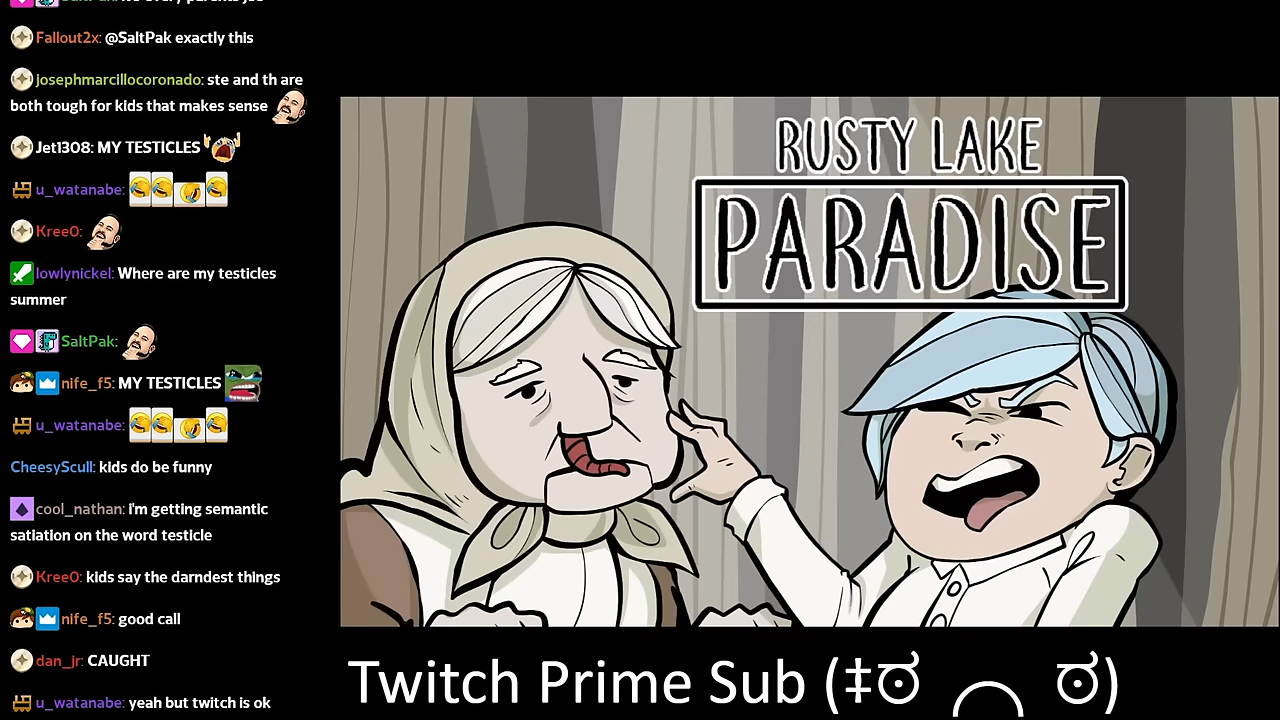 Fallout2x: @SaltPak exactly this
josephmarcillocoronado: ste and th are
both tough for kids that makes sense
Jet1308: MY TESTICLES
u_watanabe:
KreeO:
lowlynickel: Where are my testicles
summer
SaltPak:
nife_f5: MY TESTICLES
u_watanabe:
CheesyScull: kids do be funny
cool_nathan: i'm getting semantic
satiation on the word testicle
KreeO: kids say the darndest things
nife_f5: good call
dan_jr: CAUGHT
u_watanabe: yeah but twitch is ok
RUSTY LAKE
PARADISE
Twitch Prime Sub (‡ಠ ╭╮ ಠ)